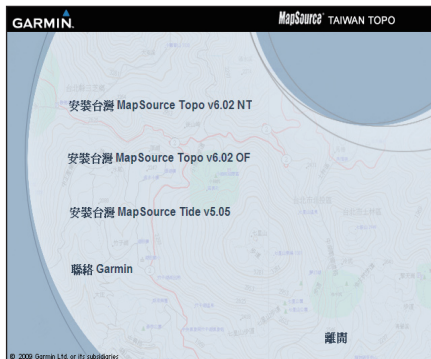 GARMIN.
MapSource® TAIWAN TOPO
安裝台灣 MapSource Topo v6.02 NT
安裝台灣 MapSource Topo v6.02 OF
安裝台灣 MapSource Tide v5.05
聯絡 Garmin
離開
© 2009 Garmin Ltd. or its subsidiaries